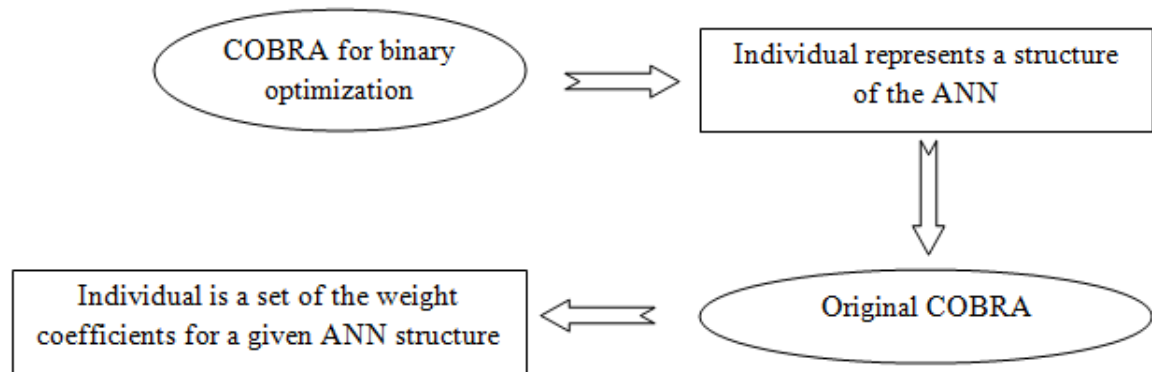 COBRA for binary
optimization
Individual represents a structure
of the ANN
Original COBRA
Individual is a set of the weight
coefficients for a given ANN structure